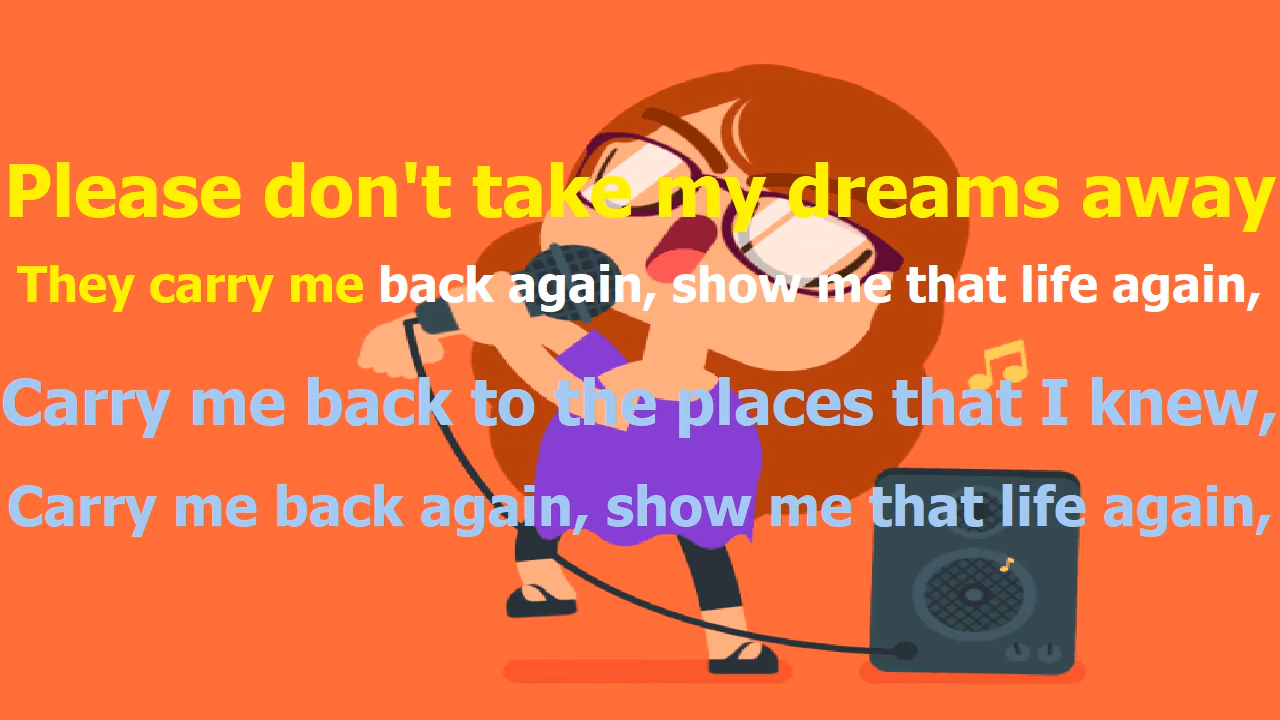 Please don't take my dreams away
They carry me back again, show me that life again,
Carry me back to the places that I knew,
Carry me back again, show me that life again,